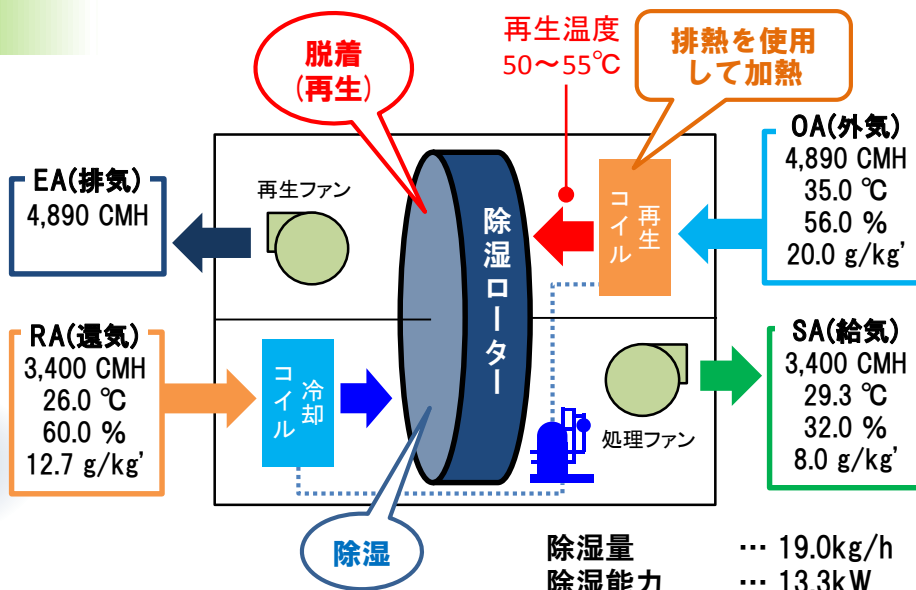 脱着
(再生)
再生温度
50～55℃
排熱を使用
して加熱
EA(排気)
4,890 CMH
再生ファン
除湿ローター
再生
コイル
OA(外気)
4,890 CMH
35.0 ℃
56.0 %
20.0 g/kg'
RA(還気)
3,400 CMH
26.0 ℃
60.0 %
12.7 g/kg'
冷却
コイル
処理ファン
SA(給気)
3,400 CMH
29.3 ℃
32.0 %
8.0 g/kg'
除湿
除湿量 … 19.0kg/h
除湿能力 … 13.3kW